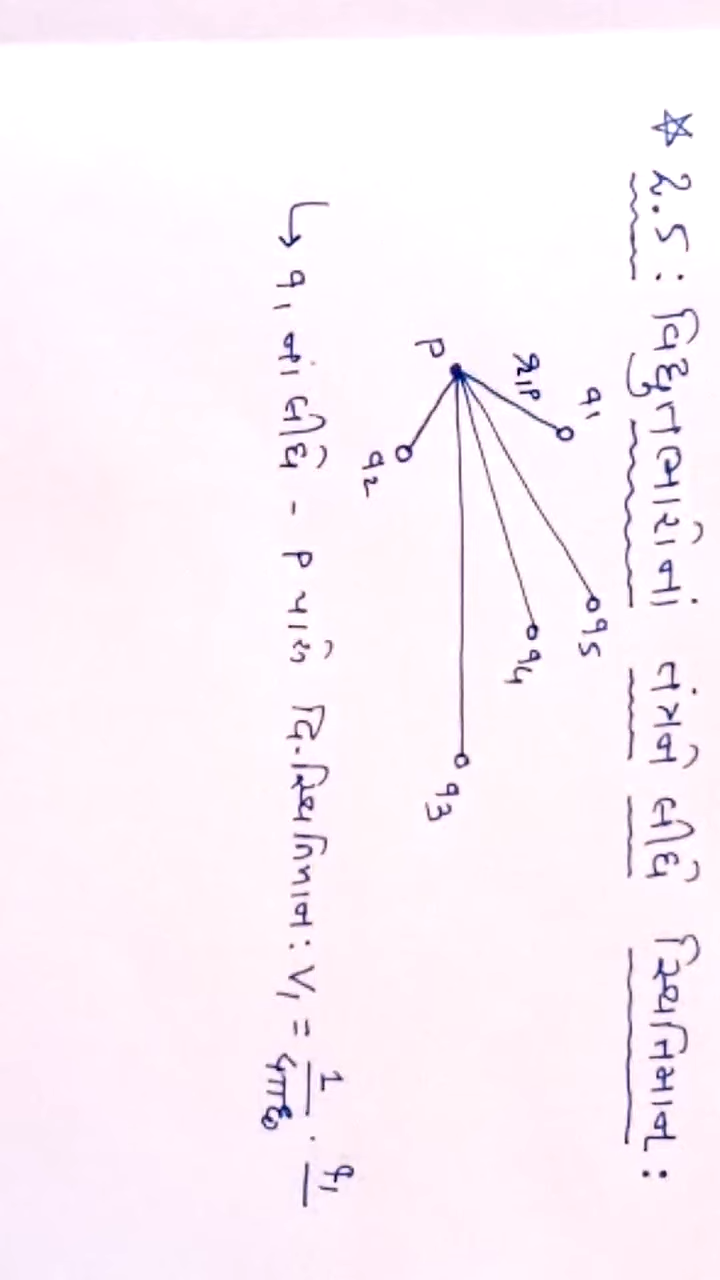 ☆ 2.5: વિદ્યુતભારોનાં તંત્રને લીધે સ્થિતિમાન:
q1
r1P
P
q2
q5
q4
q3
↳ q1 નાં લીધે - P પાસે વિ.સ્થિતિમાન: V1 = 1/4πε0 . q1/